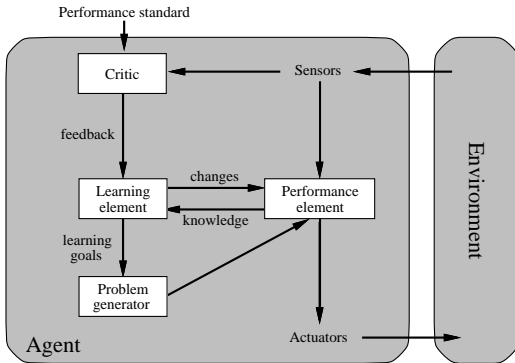 Performance standard
Critic
Sensors
feedback
changes
Learning
element
Performance
element
knowledge
learning
goals
Problem
generator
Agent
Actuators
Environment